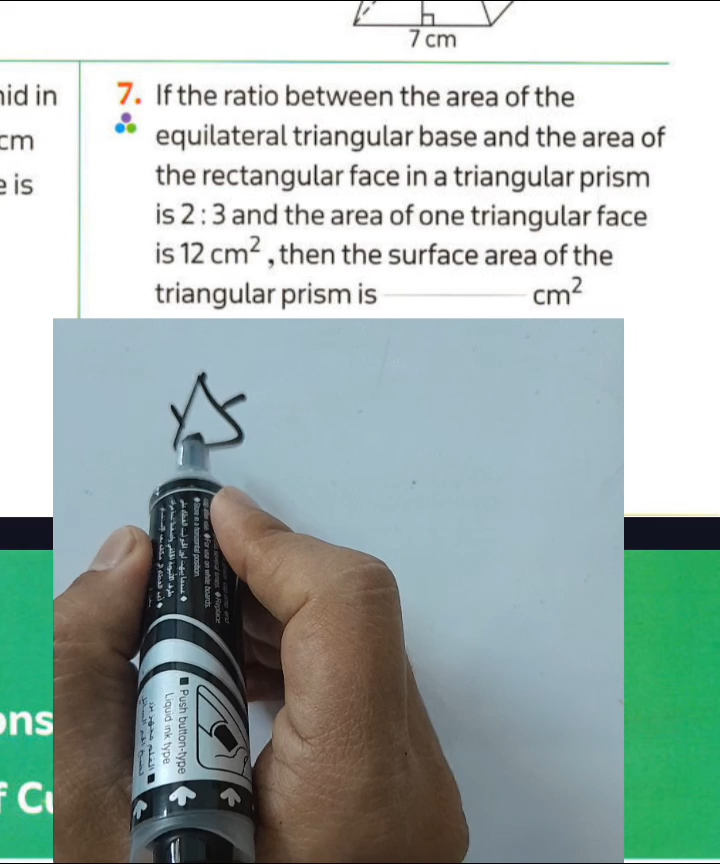 7 cm
nid in
cm
e is
7. If the ratio between the area of the
equilateral triangular base and the area of
the rectangular face in a triangular prism
is 2 : 3 and the area of one triangular face
is 12 cm² , then the surface area of the
triangular prism is ———— cm²
Push button-type
Liquid ink type
ons
f Cu